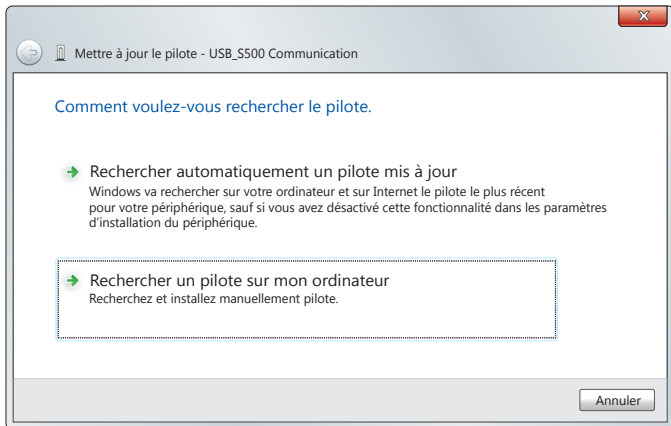 X
Mettre à jour le pilote - USB_S500 Communication
Comment voulez-vous rechercher le pilote.
Rechercher automatiquement un pilote mis à jour
Windows va rechercher sur votre ordinateur et sur Internet le pilote le plus récent
pour votre périphérique, sauf si vous avez désactivé cette fonctionnalité dans les paramètres
d'installation du périphérique.
Rechercher un pilote sur mon ordinateur
Recherchez et installez manuellement pilote.
Annuler